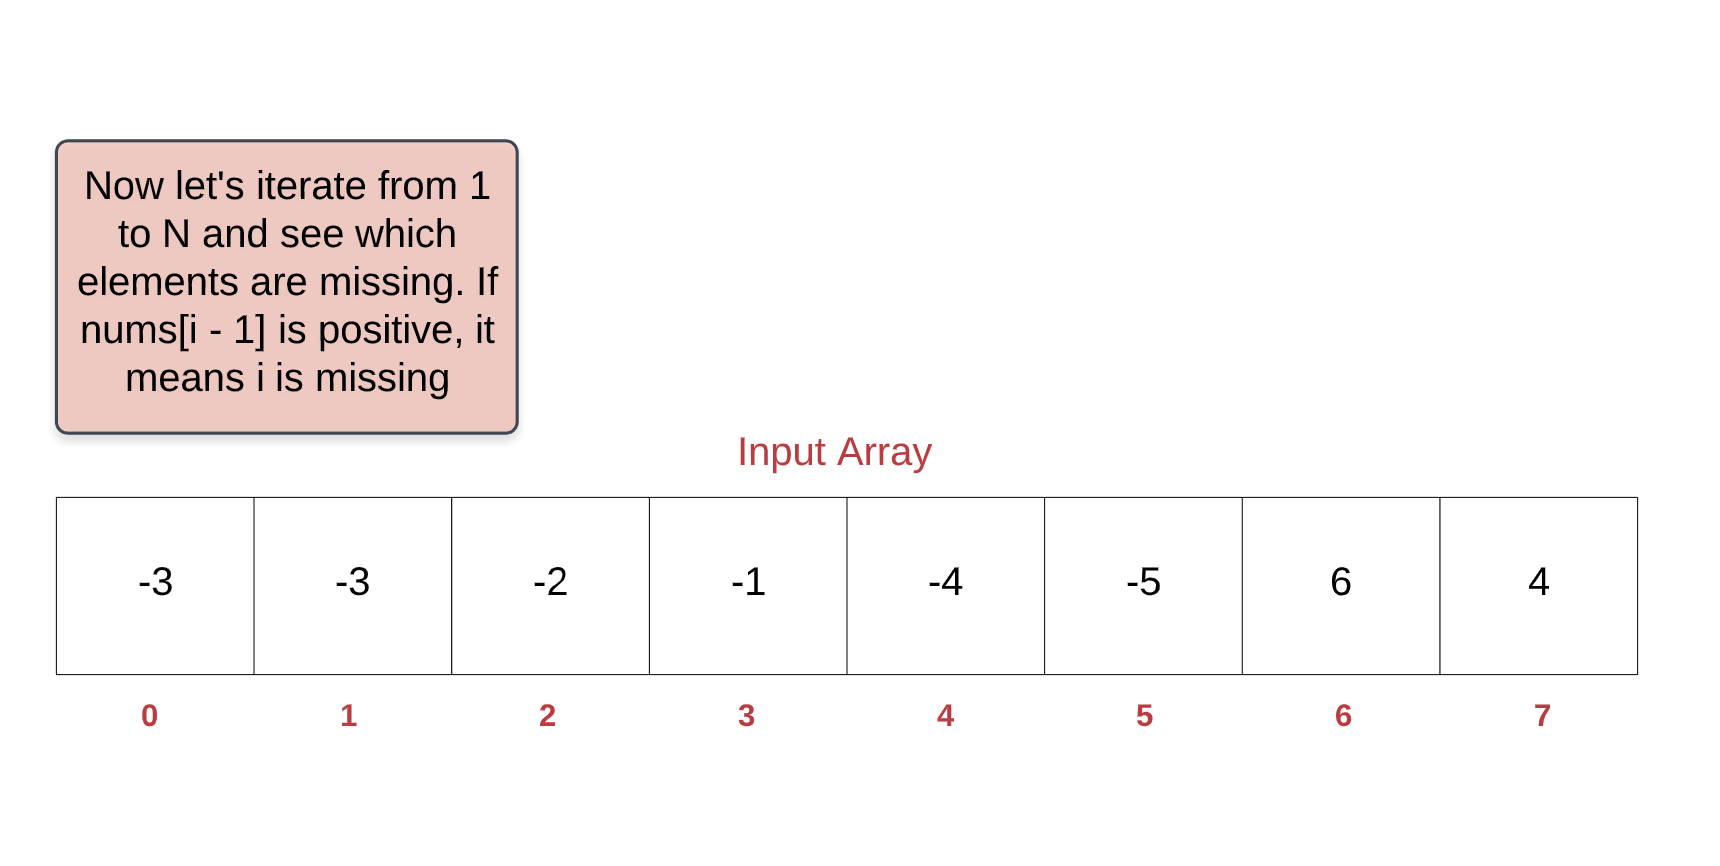 Now let's iterate from 1
to N and see which
elements are missing. If
nums[i - 1] is positive, it
means i is missing
Input Array
-3 -3 -2 -1 -4 -5 6 4
0 1 2 3 4 5 6 7